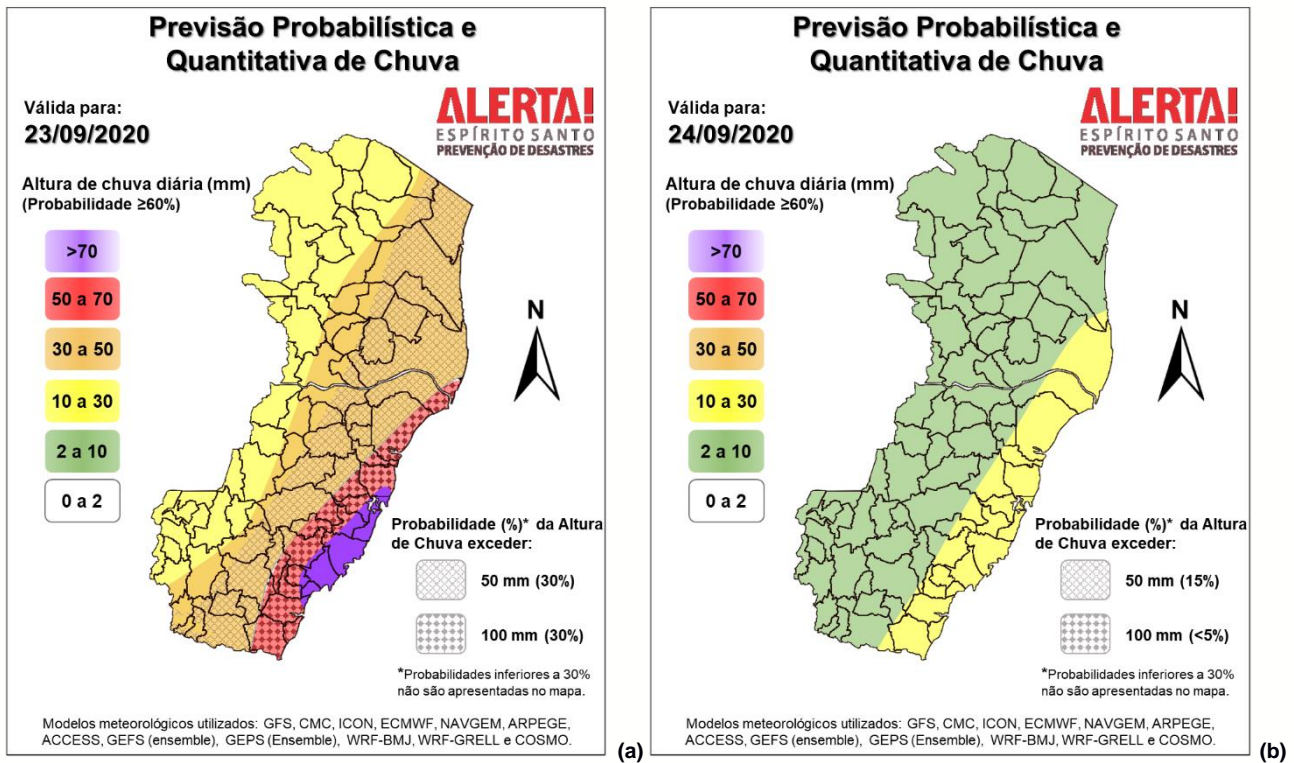 Previsão Probabilística e
Quantitativa de Chuva
Válida para:
23/09/2020
ALERTA!
ESPÍRITO SANTO
PREVENÇÃO DE DESASTRES
Altura de chuva diária (mm)
(Probabilidade ≥60%)
>70
50 a 70
30 a 50
10 a 30
2 a 10
0 a 2
N
Probabilidade (%)* da Altura
de Chuva exceder:
50 mm (30%)
100 mm (30%)
*Probabilidades inferiores a 30%
não são apresentadas no mapa.
Modelos meteorológicos utilizados: GFS, CMC, ICON, ECMWF, NAVGEM, ARPEGE,
ACCESS, GEFS (ensemble), GEPS (Ensemble), WRF-BMJ, WRF-GRELL e COSMO.
(a)
Previsão Probabilística e
Quantitativa de Chuva
Válida para:
24/09/2020
ALERTA!
ESPÍRITO SANTO
PREVENÇÃO DE DESASTRES
Altura de chuva diária (mm)
(Probabilidade ≥60%)
>70
50 a 70
30 a 50
10 a 30
2 a 10
0 a 2
N
Probabilidade (%)* da Altura
de Chuva exceder:
50 mm (15%)
100 mm (<5%)
*Probabilidades inferiores a 30%
não são apresentadas no mapa.
Modelos meteorológicos utilizados: GFS, CMC, ICON, ECMWF, NAVGEM, ARPEGE,
ACCESS, GEFS (ensemble), GEPS (Ensemble), WRF-BMJ, WRF-GRELL e COSMO.
(b)